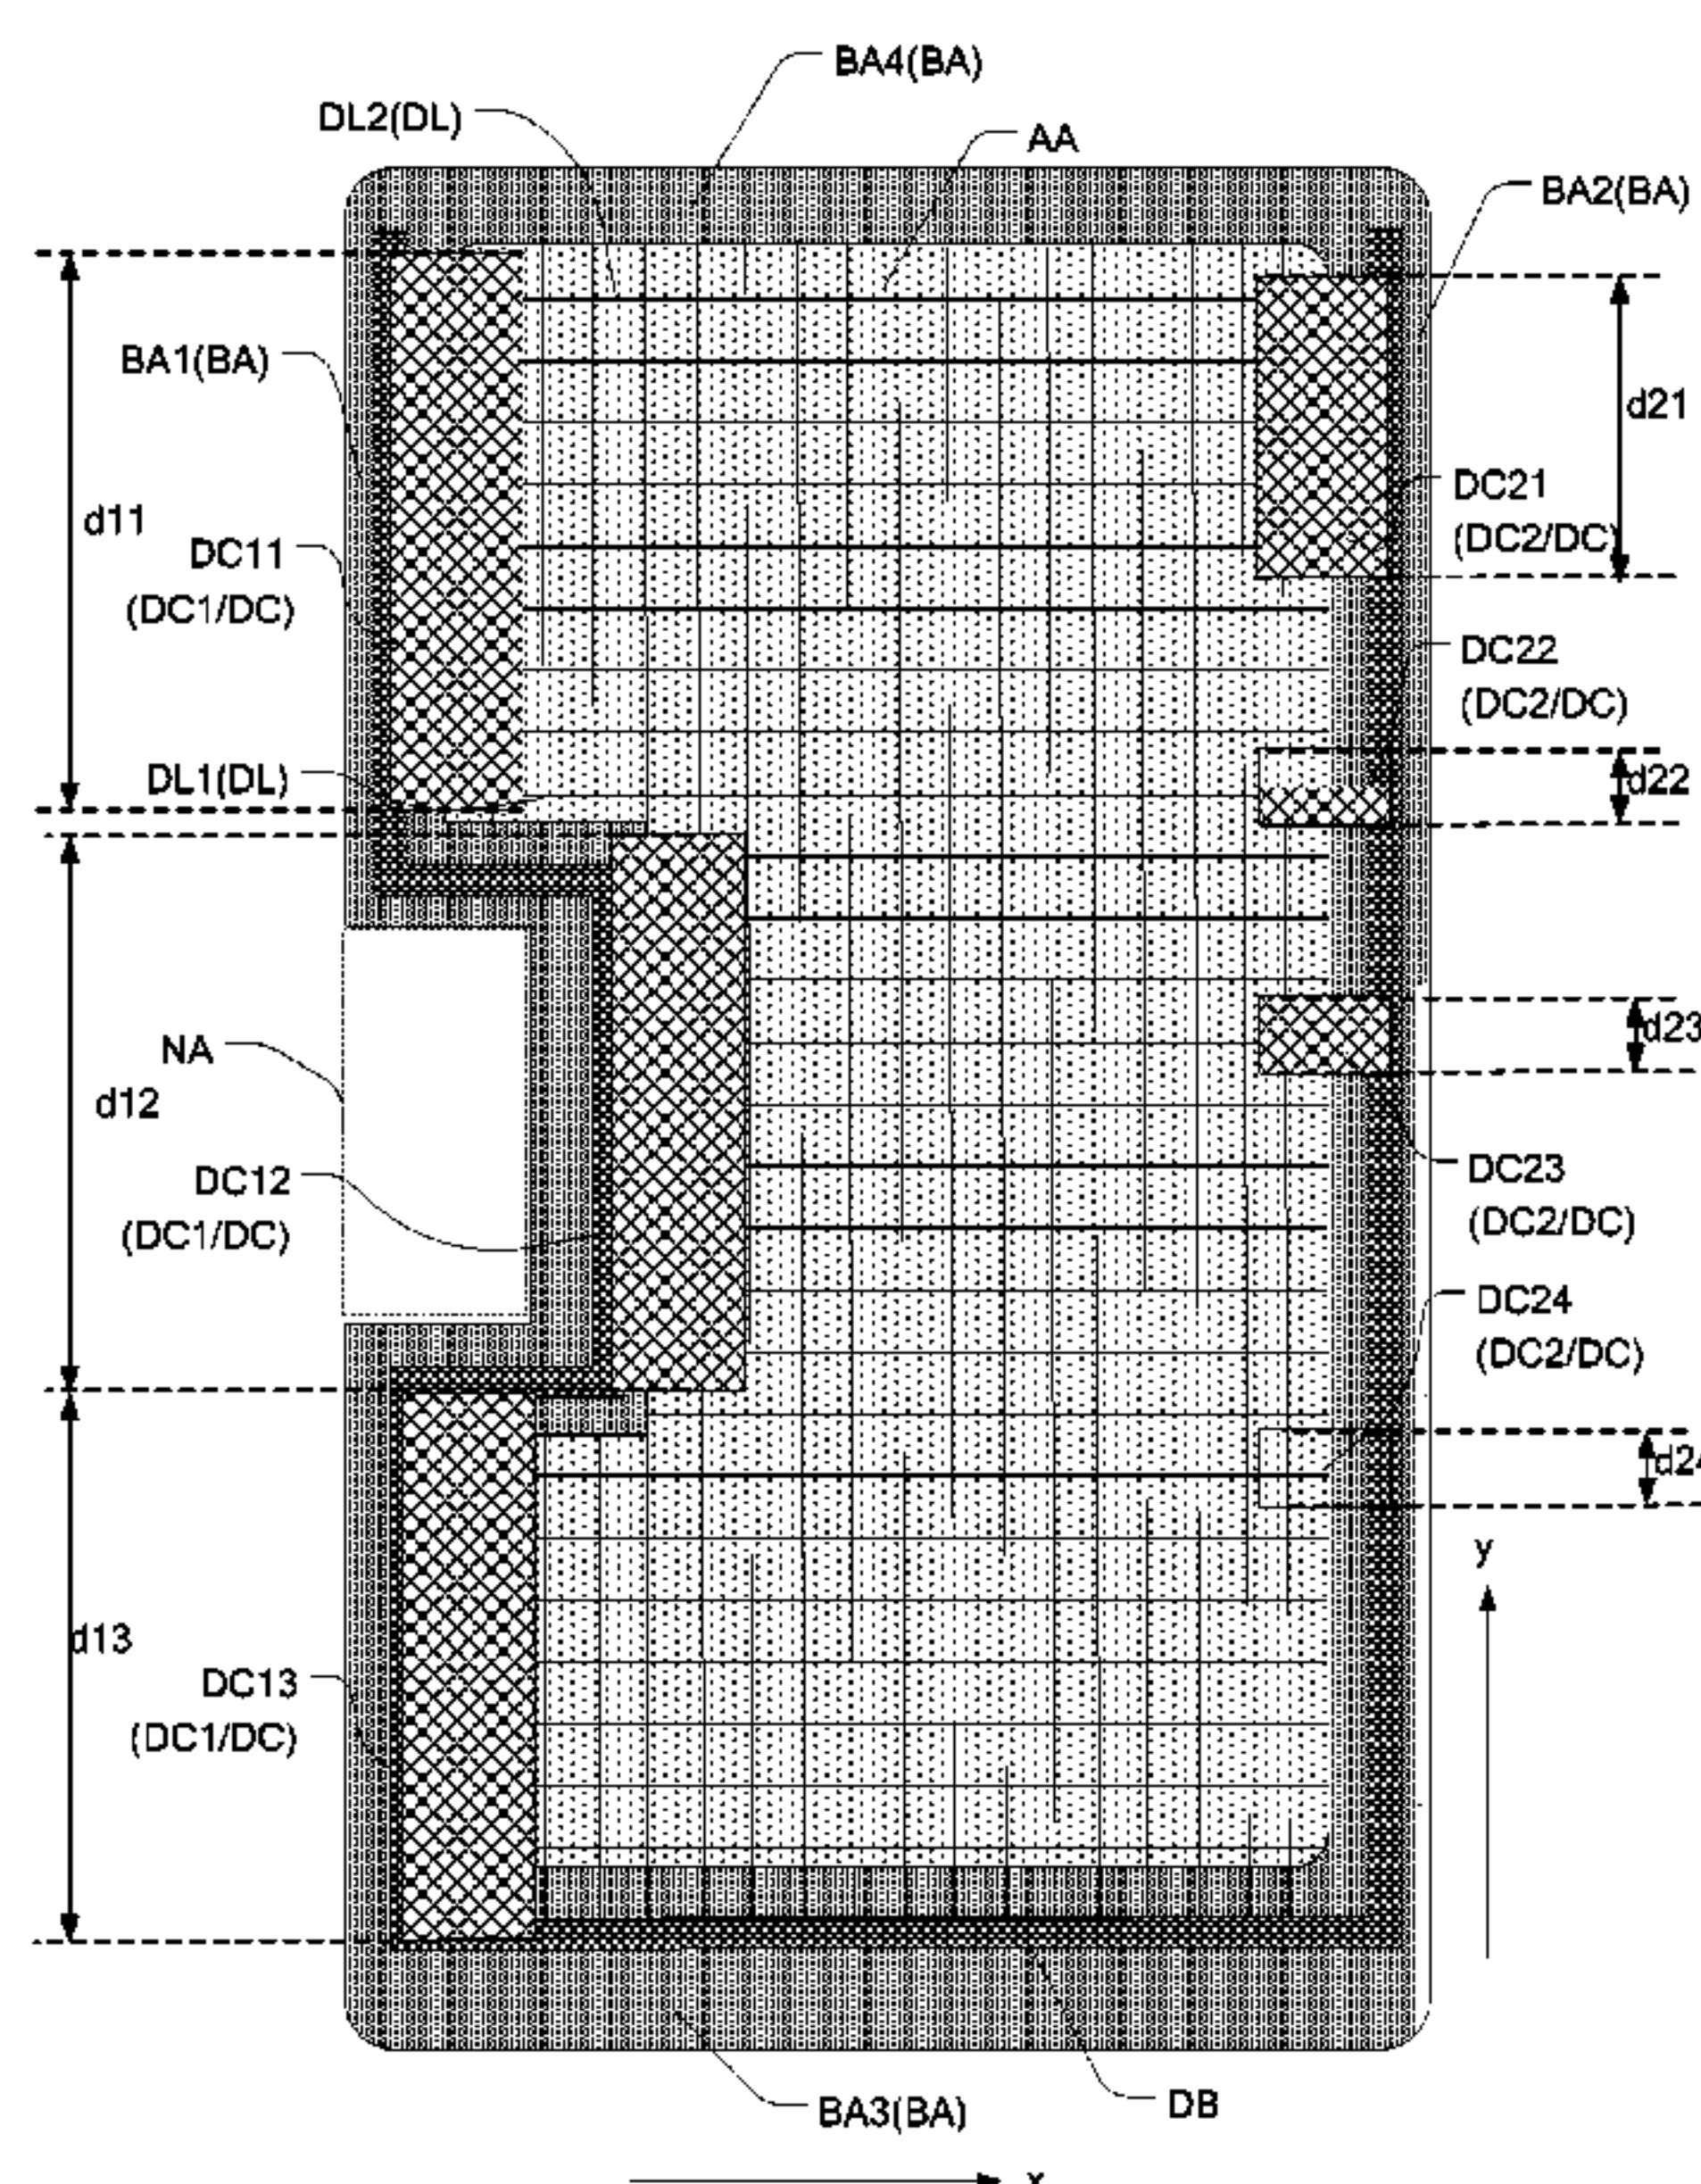 BA4(BA)
DL2(DL)
AA
BA2(BA)
BA1(BA)
d21
DC21
(DC2/DC)
d11
DC11
(DC1/DC)
DC22
(DC2/DC)
DL1(DL)
d22
d23
NA
d12
DC12
(DC1/DC)
DC23
(DC2/DC)
DC24
(DC2/DC)
d24
y
d13
DC13
(DC1/DC)
BA3(BA)
DB
x